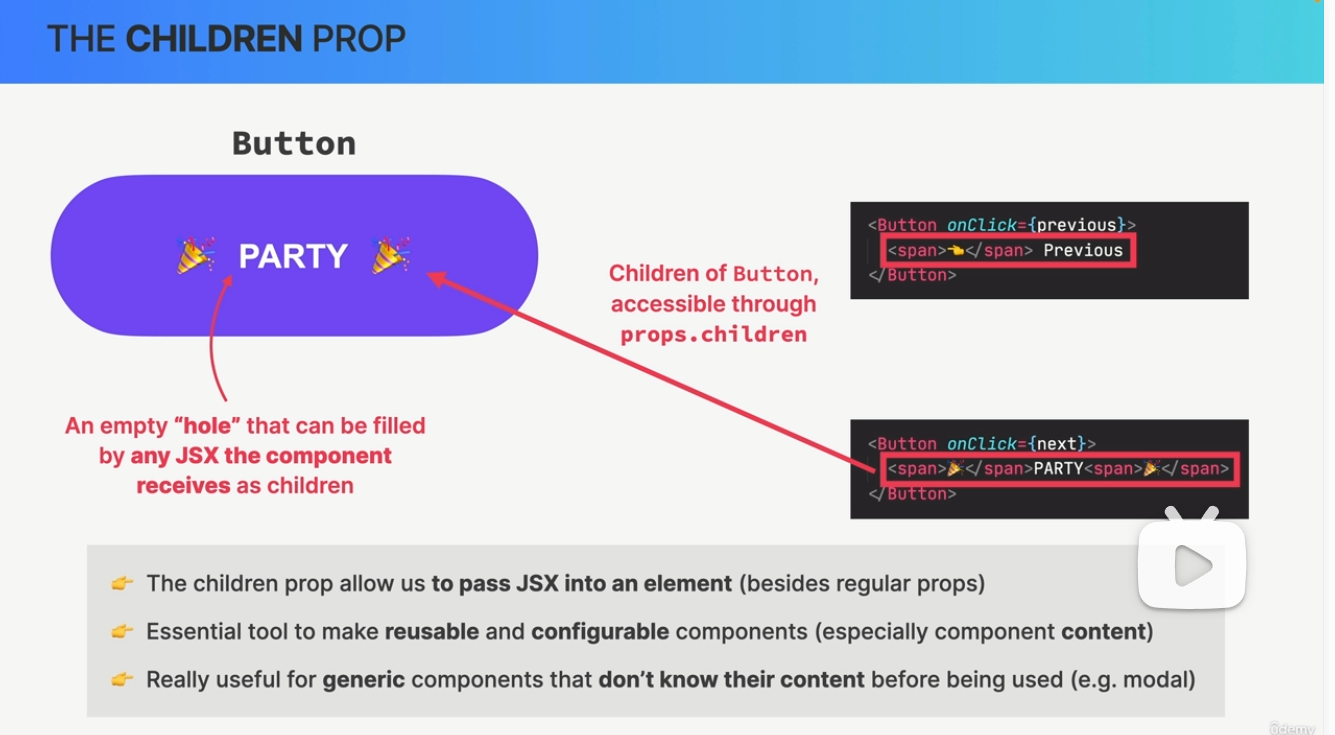 THE CHILDREN PROP
Button
🎉 PARTY 🎉
An empty “hole” that can be filled
by any JSX the component
receives as children
Children of Button,
accessible through
props.children
<Button onClick={previous}>
<span>👈</span> Previous
</Button>
<Button onClick={next}>
<span>🎉</span>PARTY<span>🎉</span>
</Button>
👉 The children prop allow us to pass JSX into an element (besides regular props)
👉 Essential tool to make reusable and configurable components (especially component content)
👉 Really useful for generic components that don’t know their content before being used (e.g. modal)
ûdemy